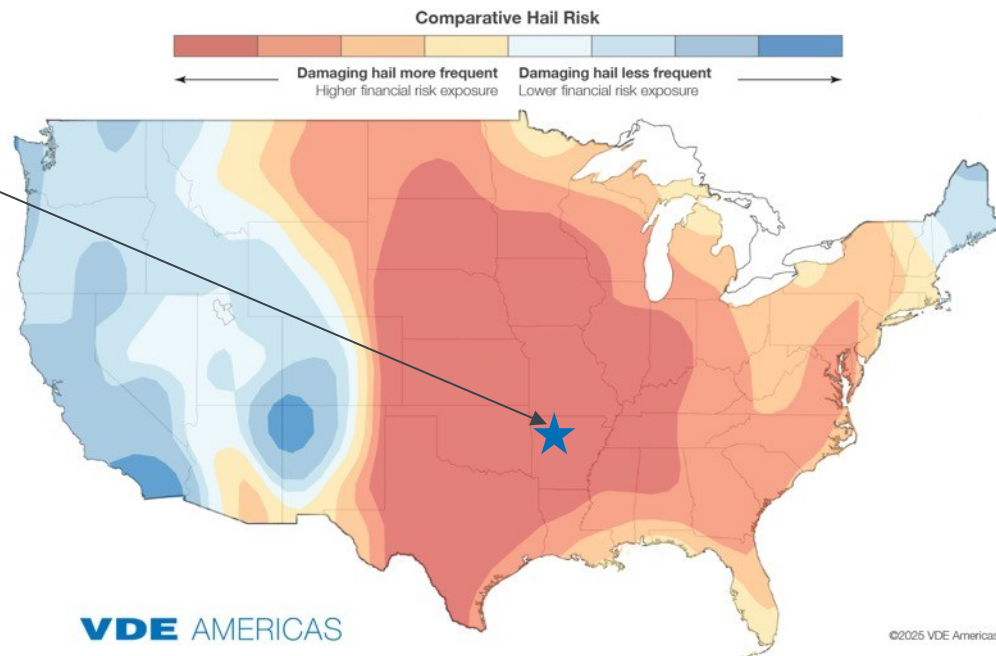 Comparative Hail Risk
Damaging hail more frequent
Higher financial risk exposure
Damaging hail less frequent
Lower financial risk exposure
VDE AMERICAS
©2025 VDE Americas